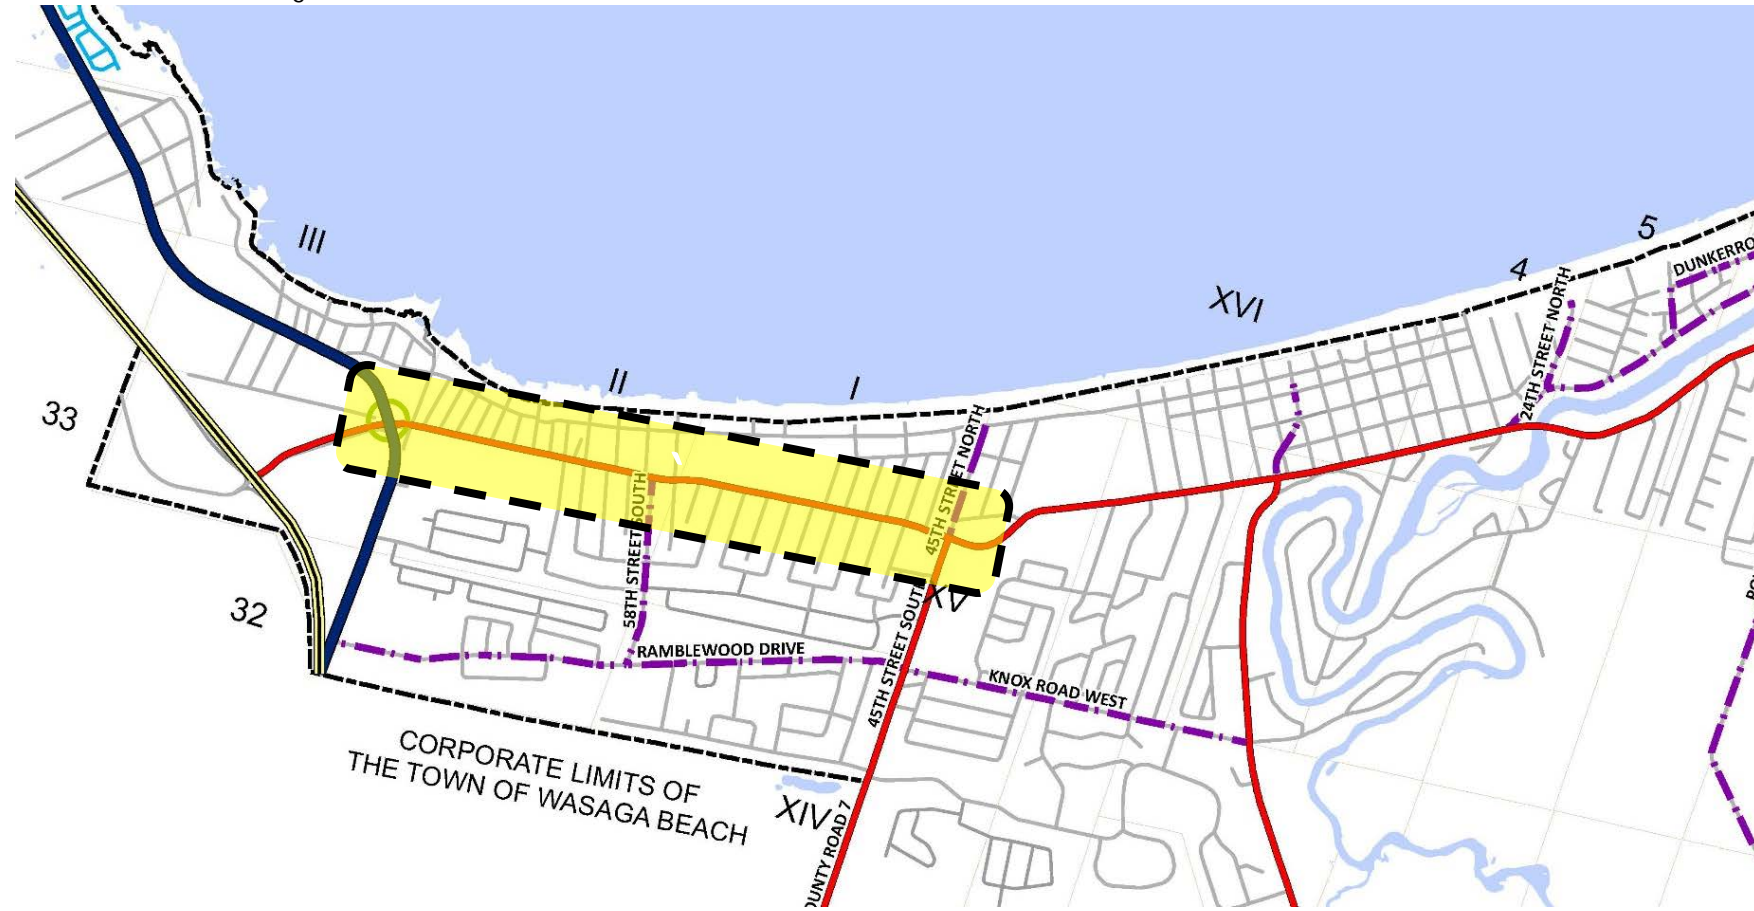 III
5
DUNKERRO
4
24TH STREET NORTH
XVI
II
I
33
45TH STREET NORTH
58TH STREET SOUTH
32
XV
RAMBLEWOOD DRIVE
45TH STREET SOUTH
KNOX ROAD WEST
CORPORATE LIMITS OF
THE TOWN OF WASAGA BEACH
XIV
OUNTY ROAD 7